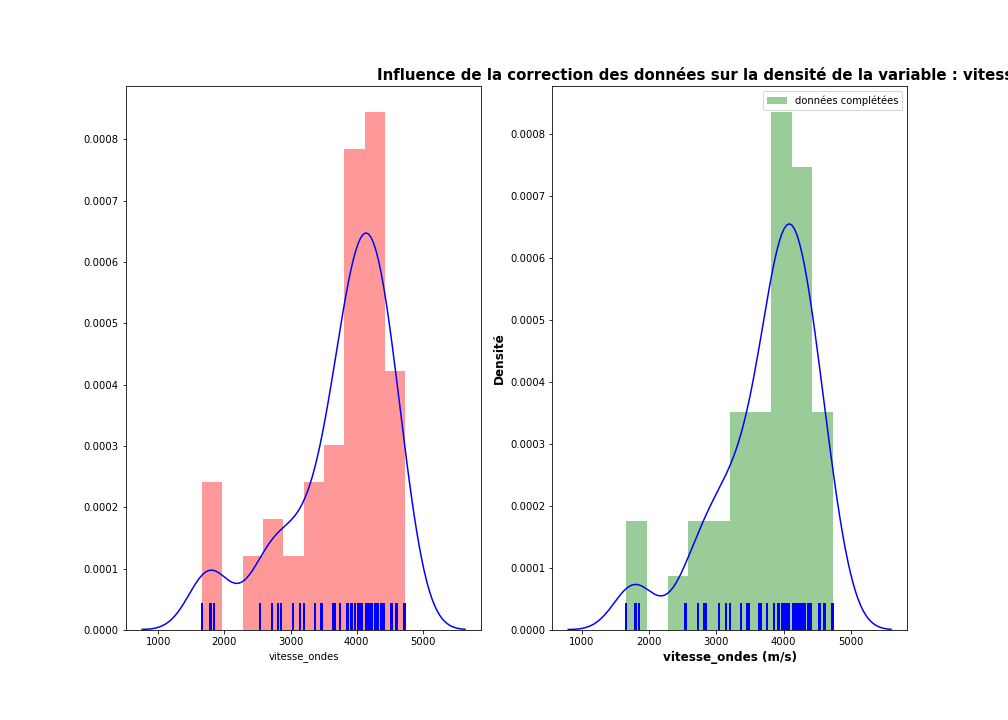 Influence de la correction des données sur la densité de la variable : vitess
0.0008
0.0007
0.0006
0.0005
0.0004
0.0003
0.0002
0.0001
0.0000
1000 2000 3000 4000 5000
vitesse_ondes
données complétées
Densité
0.0008
0.0007
0.0006
0.0005
0.0004
0.0003
0.0002
0.0001
0.0000
1000 2000 3000 4000 5000
vitesse_ondes (m/s)